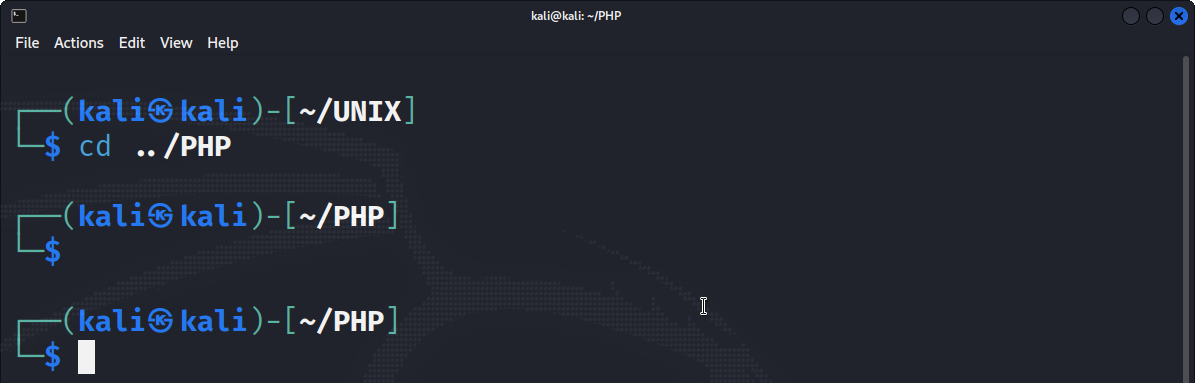 kali@kali: ~/PHP
File Actions Edit View Help
┌──(kali㉿kali)-[~/UNIX]
└─$ cd ../PHP
┌──(kali㉿kali)-[~/PHP]
└─$
┌──(kali㉿kali)-[~/PHP]
└─$